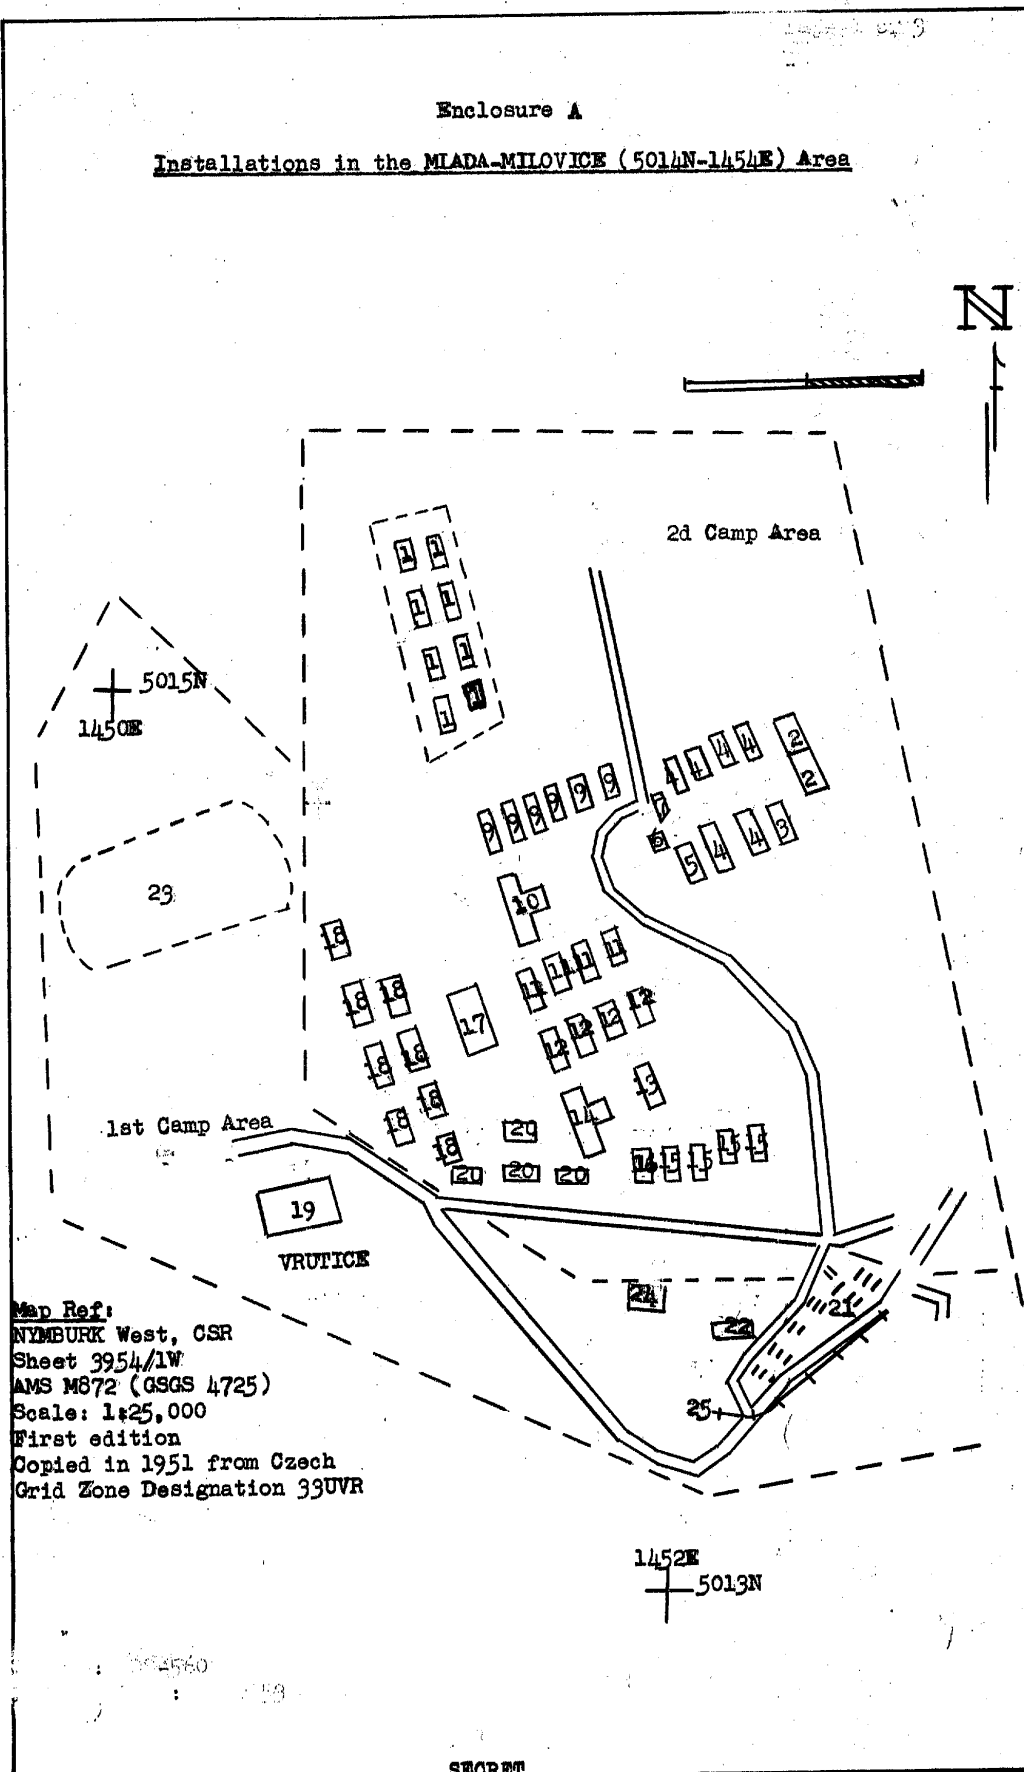 Enclosure A
Installations in the MLADA-MILOVICE (5014N-1454E) Area
N
2d Camp Area
1 1
1 1
1 1
1 1
5015N
1450E
4 4 4 4 2
2
9 9 9 9 9 9
7
6
5 4 4 3
23
10
18
11 11 11 11
18 18
17
12 12 12 12
18 18
13
18 18
14
1st Camp Area
20
18
16 15 15 15 15
20 20 20
19
VRUTICE
24
21
22
25
Map Ref:
NYMBURK West, CSR
Sheet 3954/1W
AMS M872 (GSGS 4725)
Scale: 1:25,000
First edition
Copied in 1951 from Czech
Grid Zone Designation 33UVR
1452E
5013N
SECRET